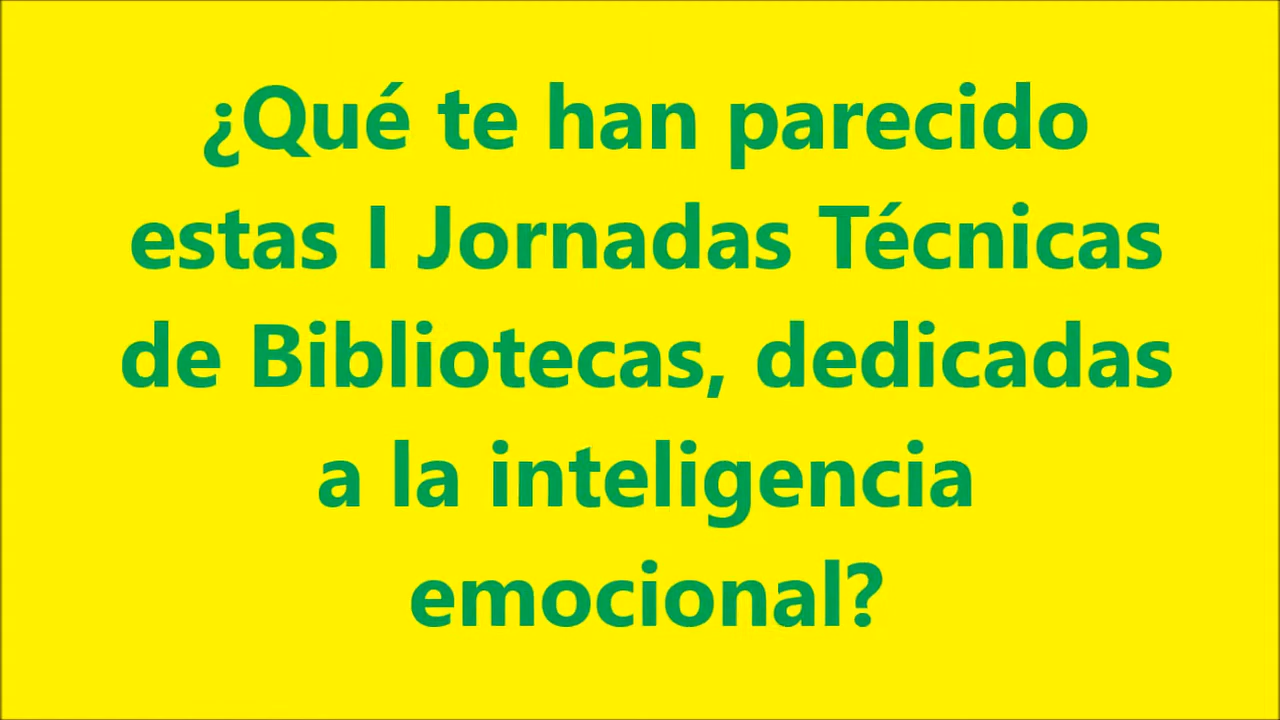 ¿Qué te han parecido
estas I Jornadas Técnicas
de Bibliotecas, dedicadas
a la inteligencia
emocional?